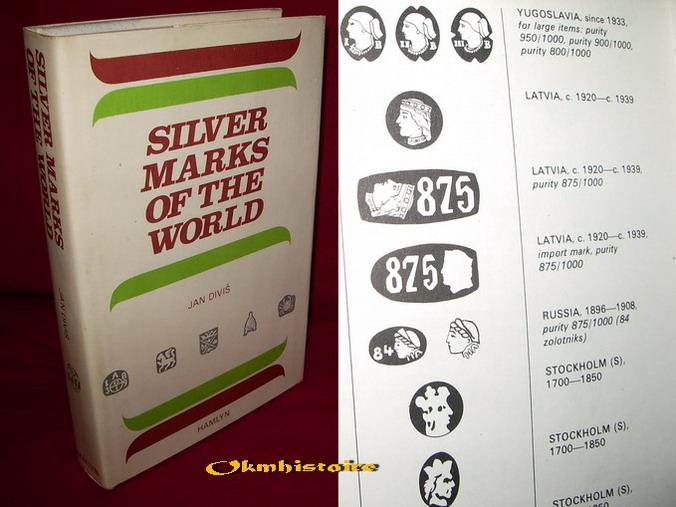 SILVER MARKS
OF THE WORLD
JAN DIVIŠ
SILVER
MARKS
OF THE
WORLD
JAN DIVIŠ
HAMLYN
Okmhistoire
I B
II B
III B
YUGOSLAVIA, since 1933,
for large items: purity
950/1000, purity 900/1000,
purity 800/1000
LATVIA, c. 1920—c. 1939
875
LATVIA, c. 1920—c. 1939,
purity 875/1000
875
LATVIA, c. 1920—c. 1939,
import mark, purity
875/1000
84
RUSSIA, 1896—1908,
purity 875/1000 (84
zolotniks)
STOCKHOLM (S),
1700—1850
STOCKHOLM (S),
1700—1850
STOCKHOLM (S),